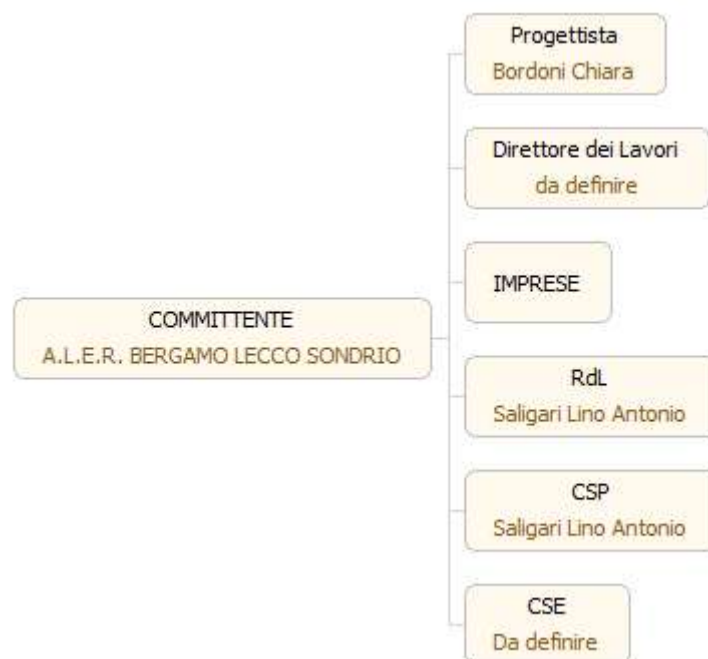 Progettista
Bordoni Chiara
Direttore dei Lavori
da definire
IMPRESE
COMMITTENTE
A.L.E.R. BERGAMO LECCO SONDRIO
RdL
Saligari Lino Antonio
CSP
Saligari Lino Antonio
CSE
Da definire